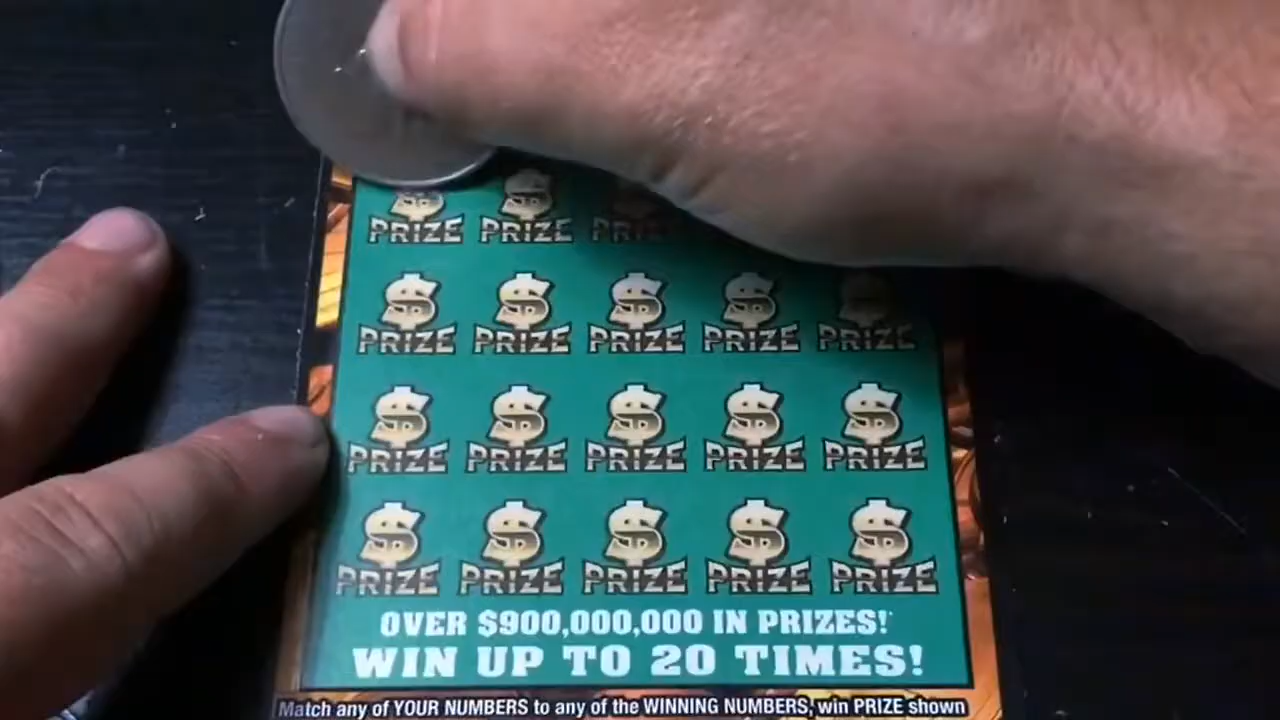 PRIZE PRIZE PRIZE
PRIZE PRIZE PRIZE PRIZE PRIZE
PRIZE PRIZE PRIZE PRIZE PRIZE
PRIZE PRIZE PRIZE PRIZE PRIZE
OVER $900,000,000 IN PRIZES!*
WIN UP TO 20 TIMES!
Match any of YOUR NUMBERS to any of the WINNING NUMBERS, win PRIZE shown